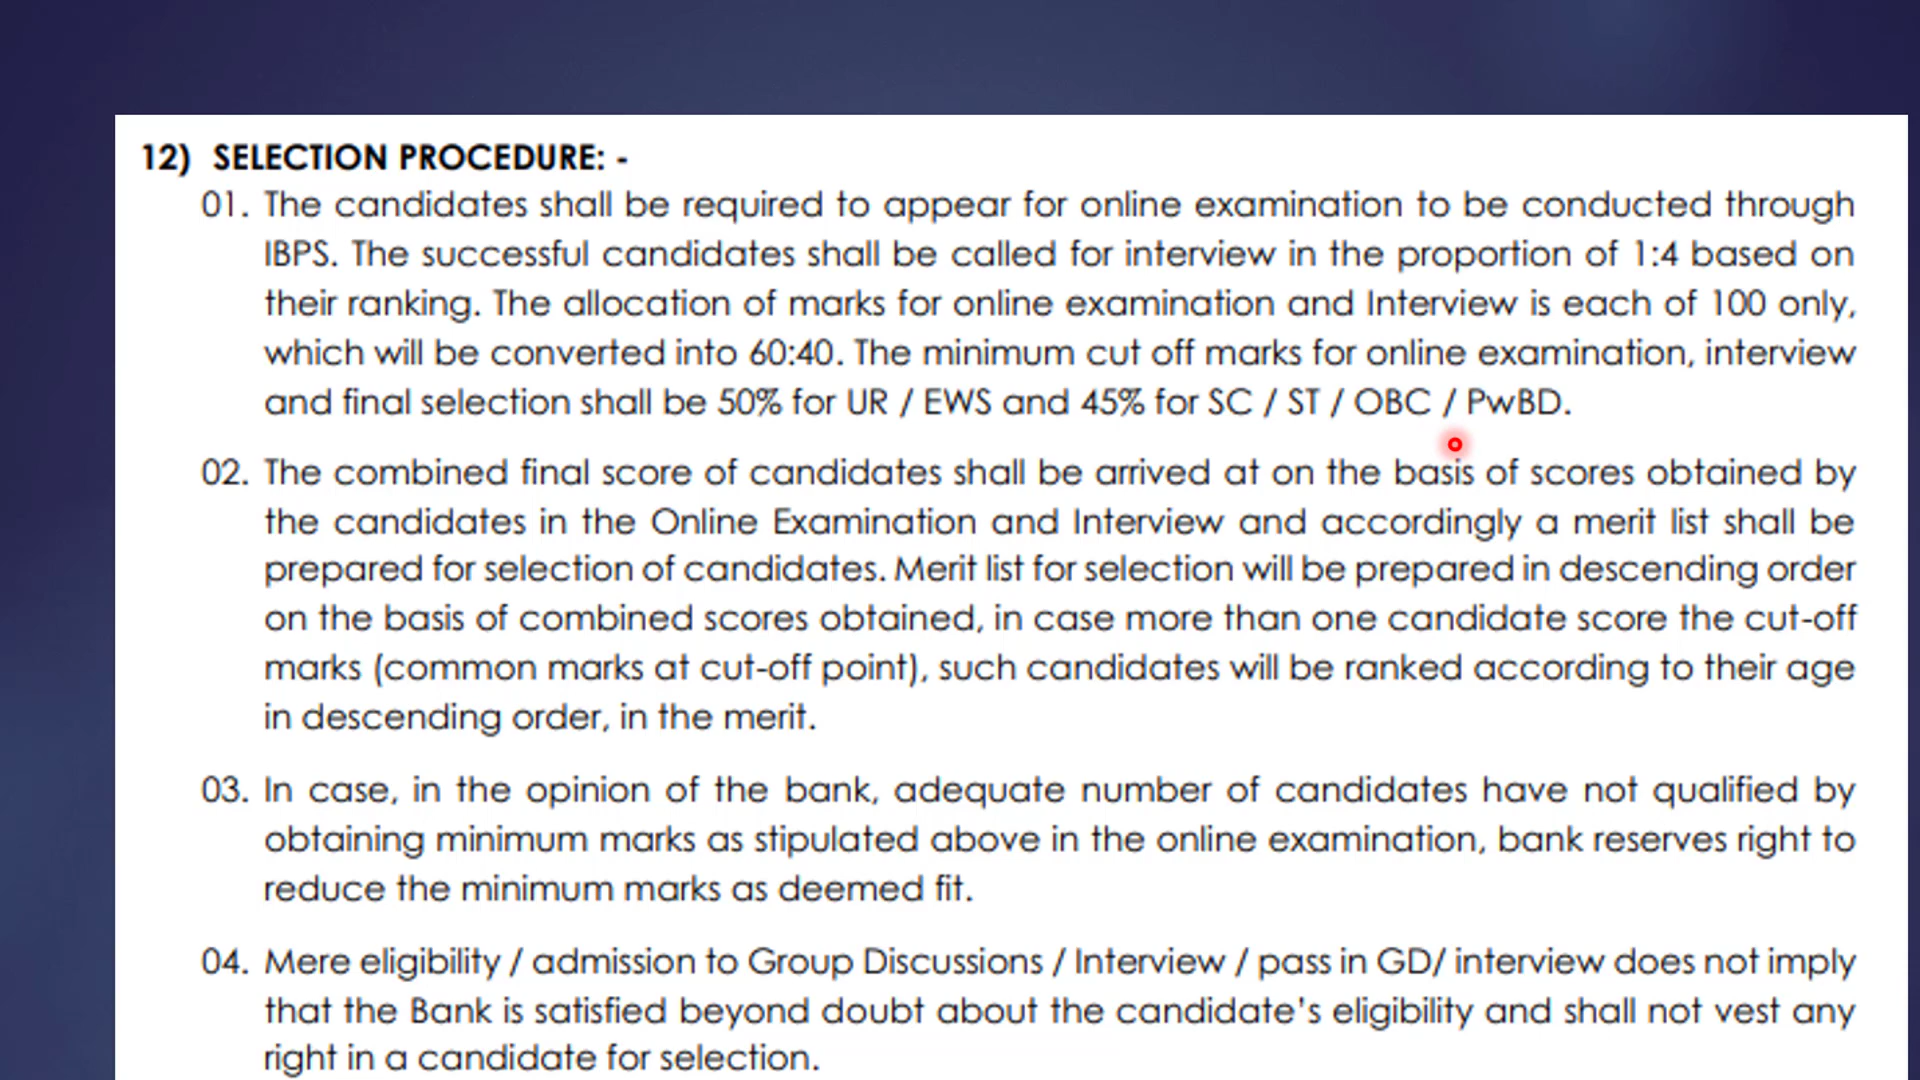 12) SELECTION PROCEDURE: -
01. The candidates shall be required to appear for online examination to be conducted through
IBPS. The successful candidates shall be called for interview in the proportion of 1:4 based on
their ranking. The allocation of marks for online examination and Interview is each of 100 only,
which will be converted into 60:40. The minimum cut off marks for online examination, interview
and final selection shall be 50% for UR / EWS and 45% for SC / ST / OBC / PwBD.
02. The combined final score of candidates shall be arrived at on the basis of scores obtained by
the candidates in the Online Examination and Interview and accordingly a merit list shall be
prepared for selection of candidates. Merit list for selection will be prepared in descending order
on the basis of combined scores obtained, in case more than one candidate score the cut-off
marks (common marks at cut-off point), such candidates will be ranked according to their age
in descending order, in the merit.
03. In case, in the opinion of the bank, adequate number of candidates have not qualified by
obtaining minimum marks as stipulated above in the online examination, bank reserves right to
reduce the minimum marks as deemed fit.
04. Mere eligibility / admission to Group Discussions / Interview / pass in GD/ interview does not imply
that the Bank is satisfied beyond doubt about the candidate's eligibility and shall not vest any
right in a candidate for selection.